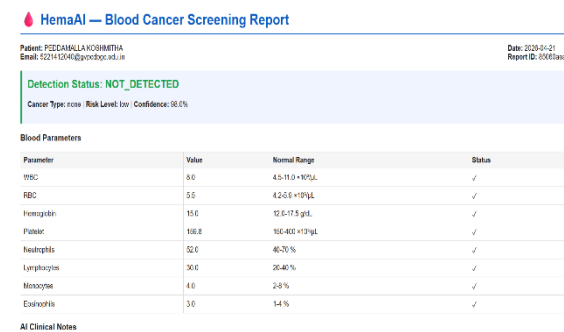 HemaAI — Blood Cancer Screening Report
Patient: PEDDAMALLA KOSHMITHA
Date: 2026-04-21
Email: 5221412040@gvpcdpgc.edu.in
Report ID:
Detection Status: NOT_DETECTED
Cancer Type: none | Risk Level: low | Confidence: 98.0%
Blood Parameters
Parameter Value Normal Range Status
WBC 8.0 4.5-11.0 ×10³/µL ✓
RBC 5.5 4.2-5.9 ✓
Hemoglobin 15.0 12.0-17.5 g/dL ✓
Platelet 150-400 ×10³/µL ✓
Neutrophils 52.0 40-70 % ✓
Lymphocytes 30.0 20-40 % ✓
Monocytes 4.0 2-8 % ✓
Eosinophils 3.0 1-4 % ✓
AI Clinical Notes